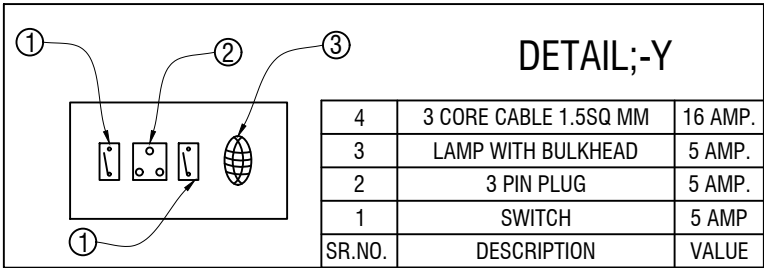 1
2
3
DETAIL;-Y
1
4 3 CORE CABLE 1.5SQ MM 16 AMP.
3 LAMP WITH BULKHEAD 5 AMP.
2 3 PIN PLUG 5 AMP.
1 SWITCH 5 AMP
SR.NO. DESCRIPTION VALUE